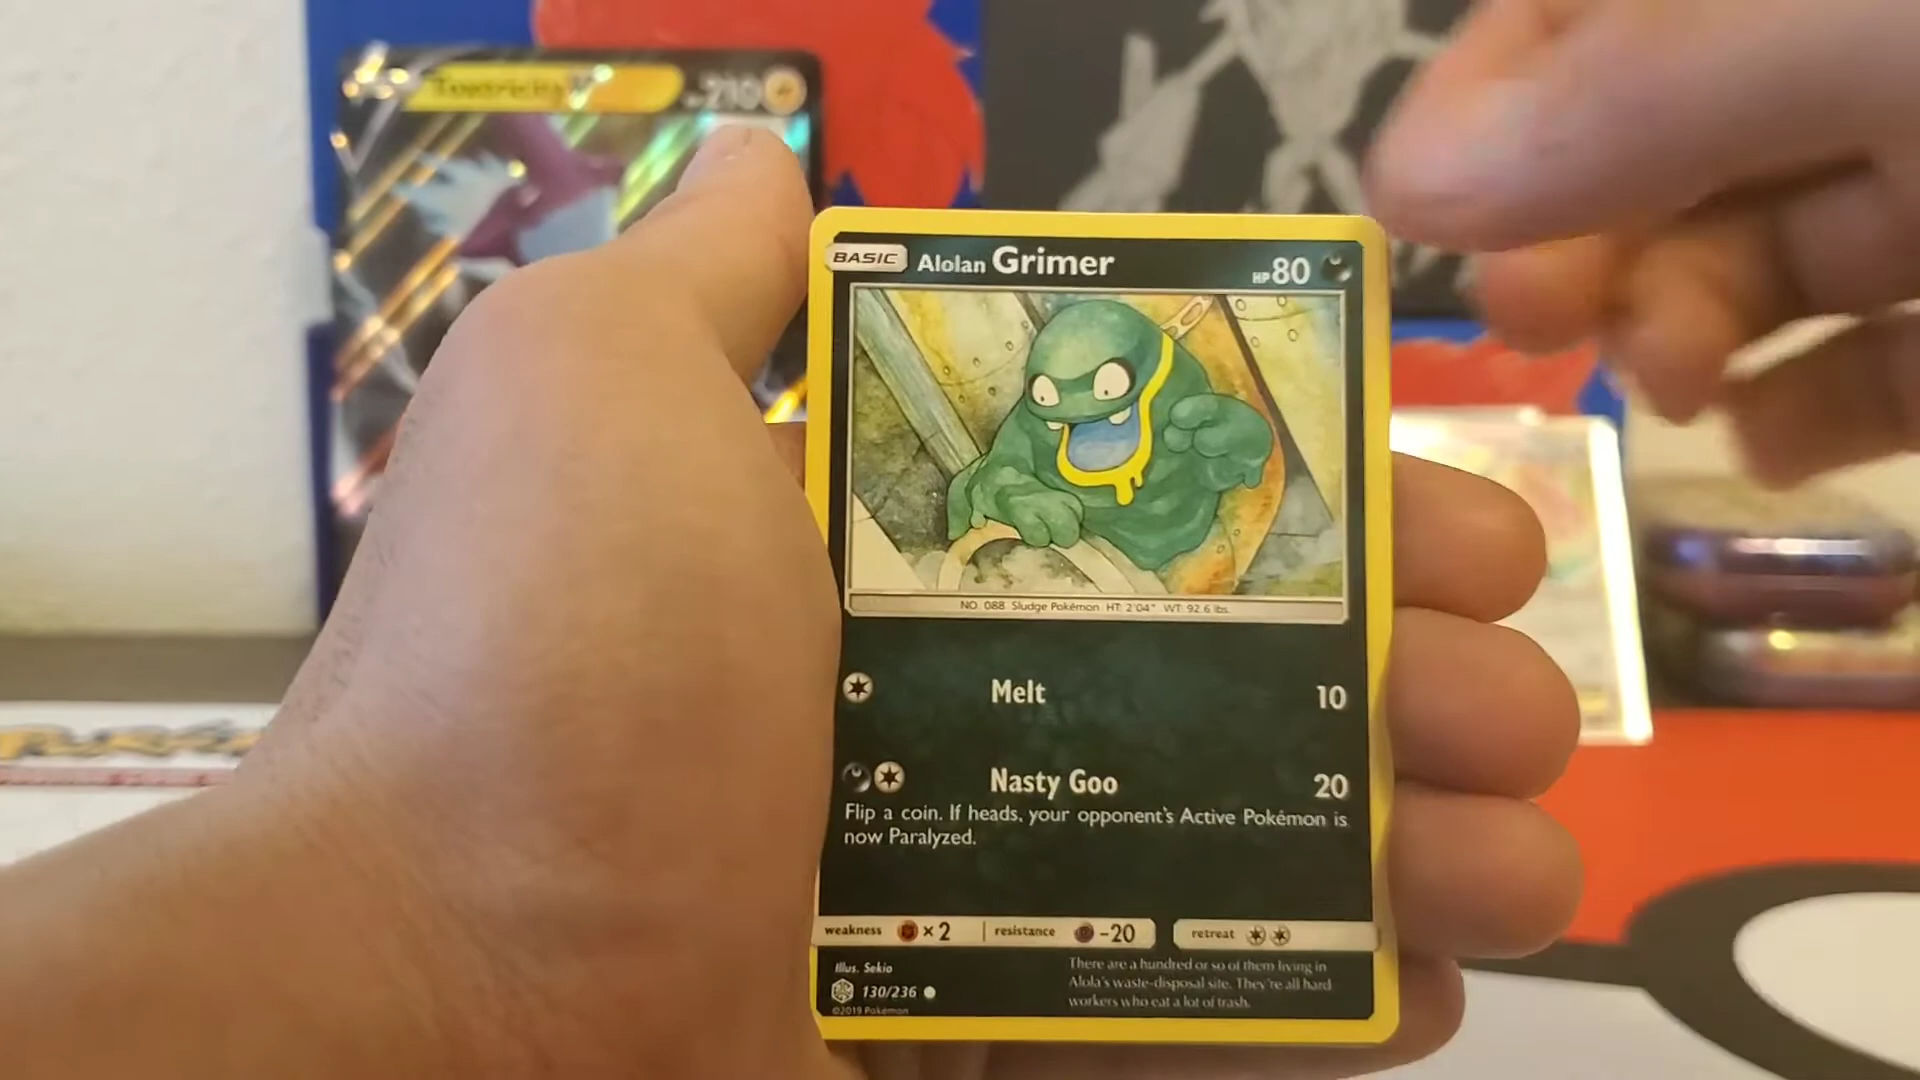 Toxtricity V 210
BASIC Alolan Grimer HP 80
NO. 088 Sludge Pokémon HT: 2'04" WT: 92.6 lbs.
Melt 10
Nasty Goo 20
Flip a coin. If heads, your opponent's Active Pokémon is
now Paralyzed.
weakness ×2 resistance -20 retreat
Illus. Sekio
130/236
©2019 Pokémon
There are a hundred or so of them living in
Alola's waste-disposal site. They're all hard
workers who eat a lot of trash.